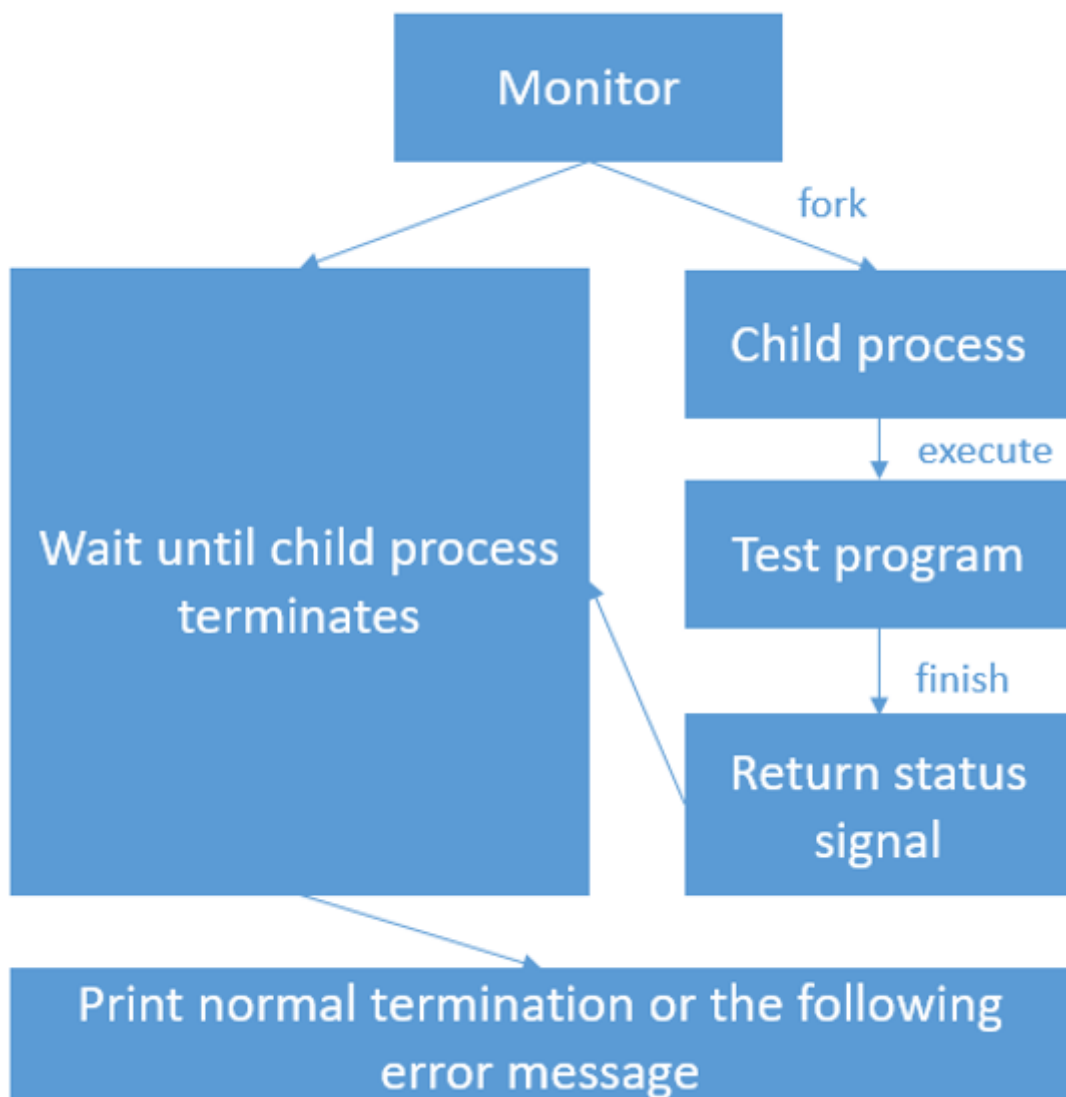 Monitor
fork
Child process
execute
Wait until child process
terminates
Test program
finish
Return status
signal
Print normal termination or the following
error message